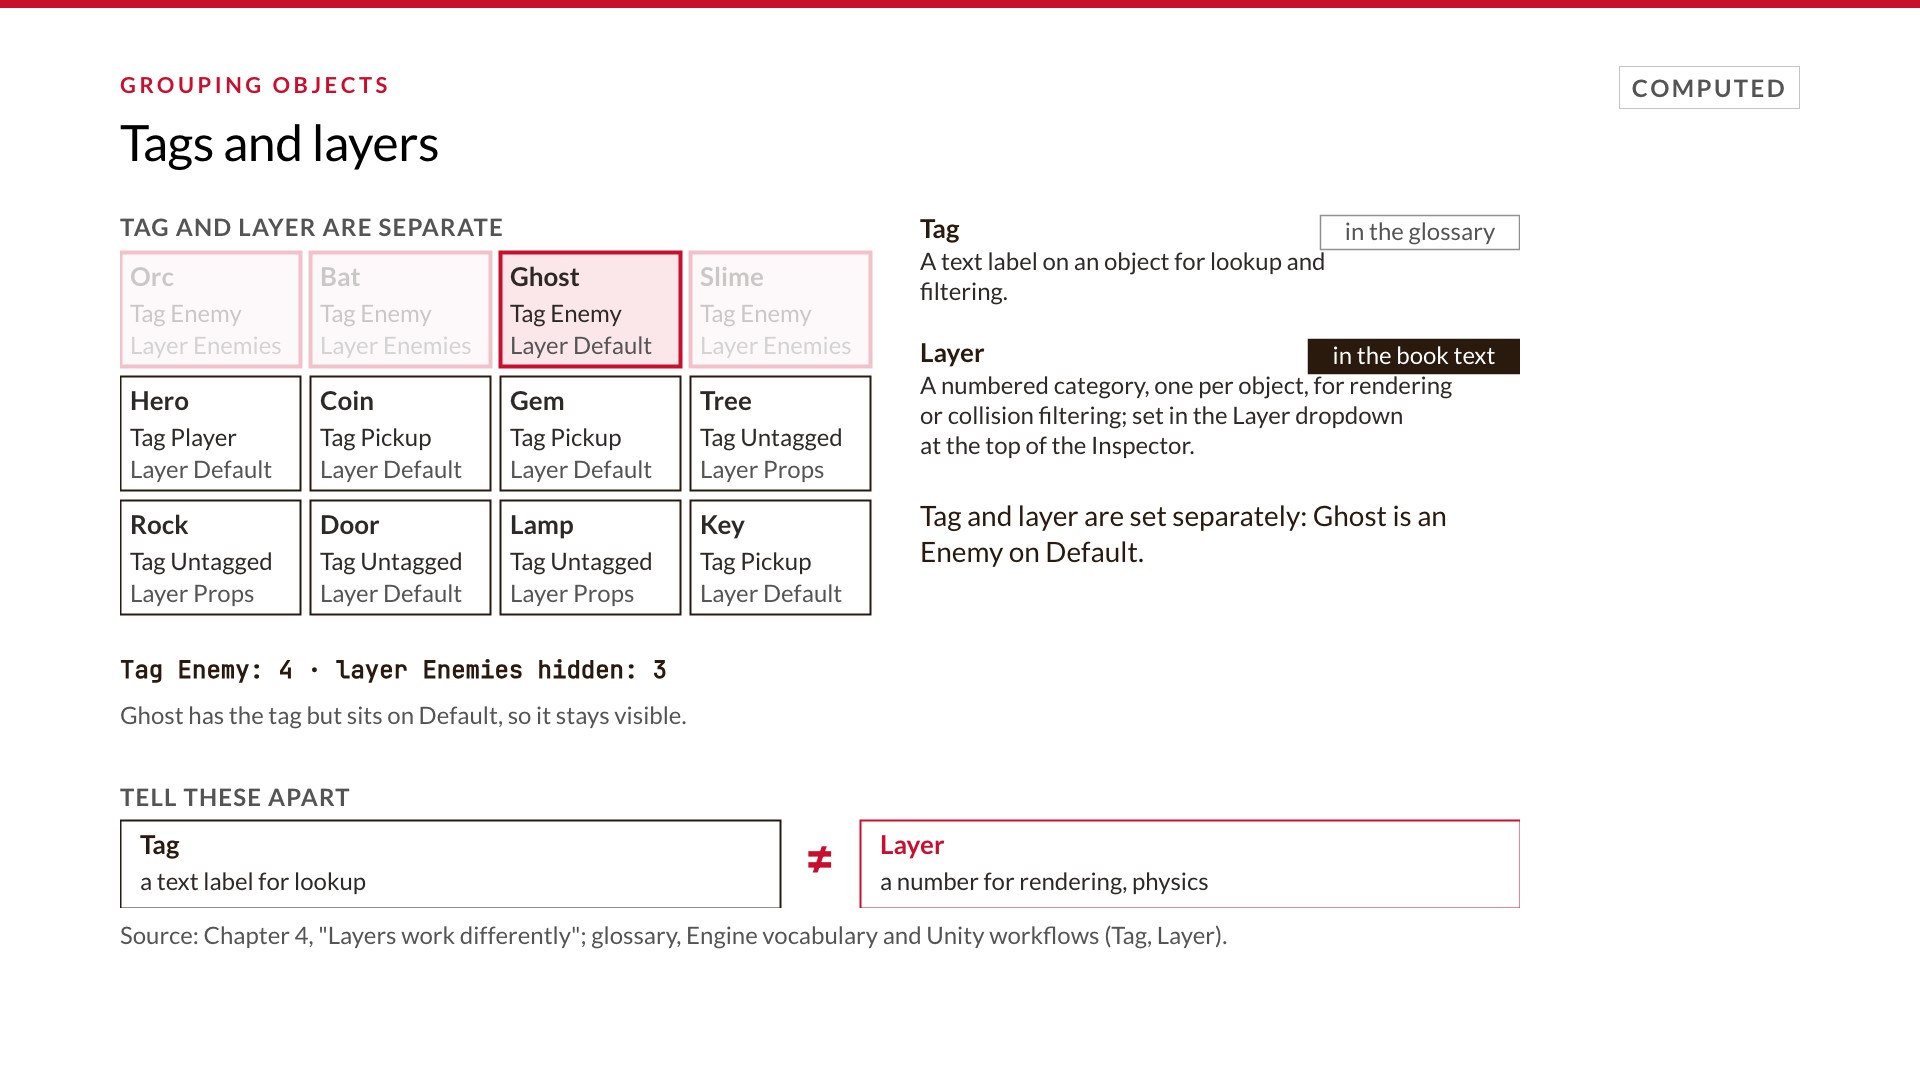 GROUPING OBJECTS
COMPUTED
Tags and layers
TAG AND LAYER ARE SEPARATE
Orc
Tag Enemy
Layer Enemies
Bat
Tag Enemy
Layer Enemies
Ghost
Tag Enemy
Layer Default
Slime
Tag Enemy
Layer Enemies
Hero
Tag Player
Layer Default
Coin
Tag Pickup
Layer Default
Gem
Tag Pickup
Layer Default
Tree
Tag Untagged
Layer Props
Rock
Tag Untagged
Layer Props
Door
Tag Untagged
Layer Default
Lamp
Tag Untagged
Layer Props
Key
Tag Pickup
Layer Default
Tag Enemy: 4 · layer Enemies hidden: 3
Ghost has the tag but sits on Default, so it stays visible.
Tag
in the glossary
A text label on an object for lookup and
filtering.
Layer
in the book text
A numbered category, one per object, for rendering
or collision filtering; set in the Layer dropdown
at the top of the Inspector.
Tag and layer are set separately: Ghost is an
Enemy on Default.
TELL THESE APART
Tag
a text label for lookup
≠
Layer
a number for rendering, physics
Source: Chapter 4, "Layers work differently"; glossary, Engine vocabulary and Unity workflows (Tag, Layer).